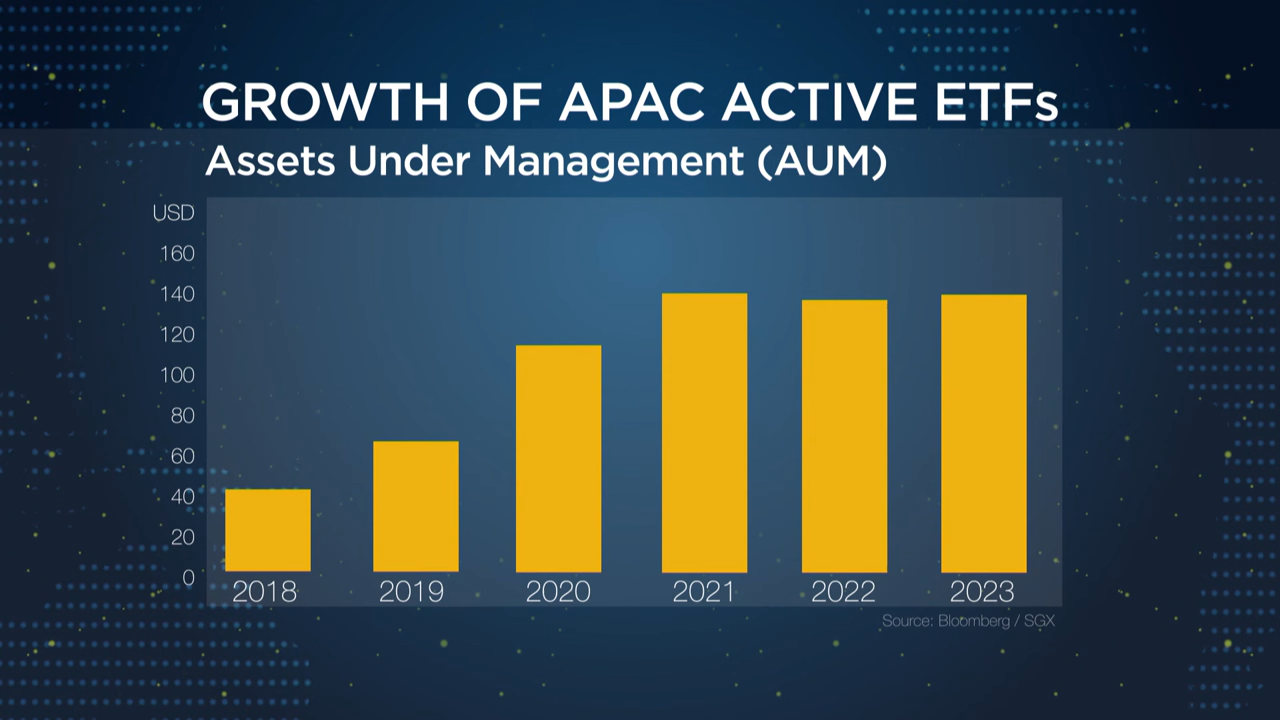 GROWTH OF APAC ACTIVE ETFs
Assets Under Management (AUM)
USD
160
140
120
100
80
60
40
20
0
2018 2019 2020 2021 2022 2023
Source: Bloomberg / SGX